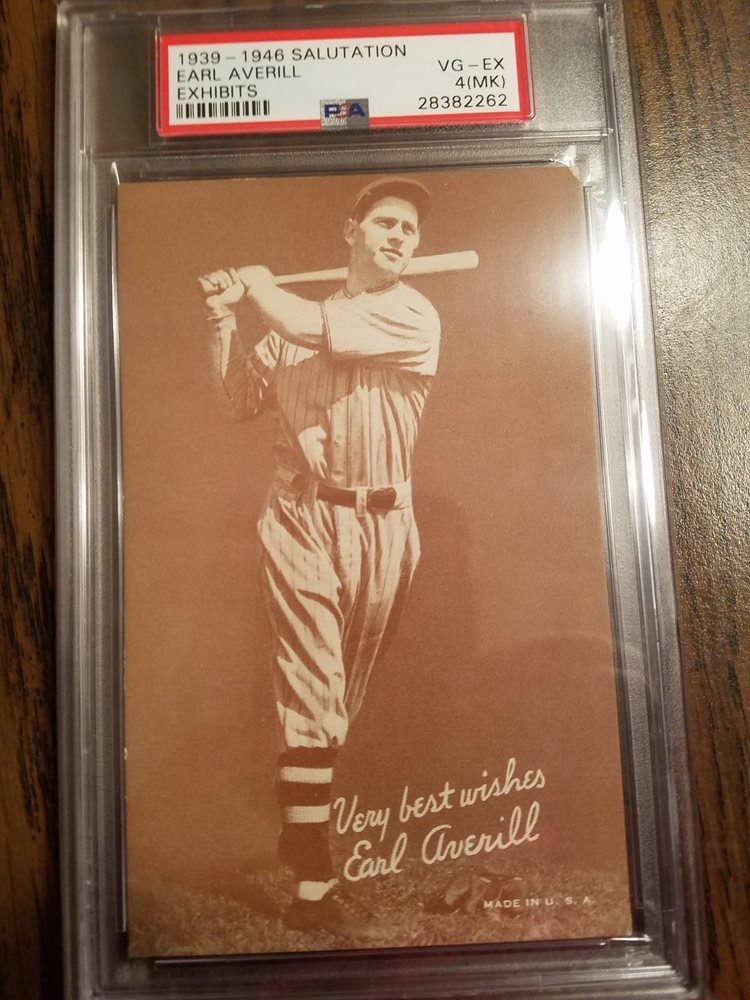 1939-1946 SALUTATION
EARL AVERILL
EXHIBITS
VG-EX
4(MK)
28382262
PSA
Very best wishes
Earl Averill
MADE IN U. S. A.